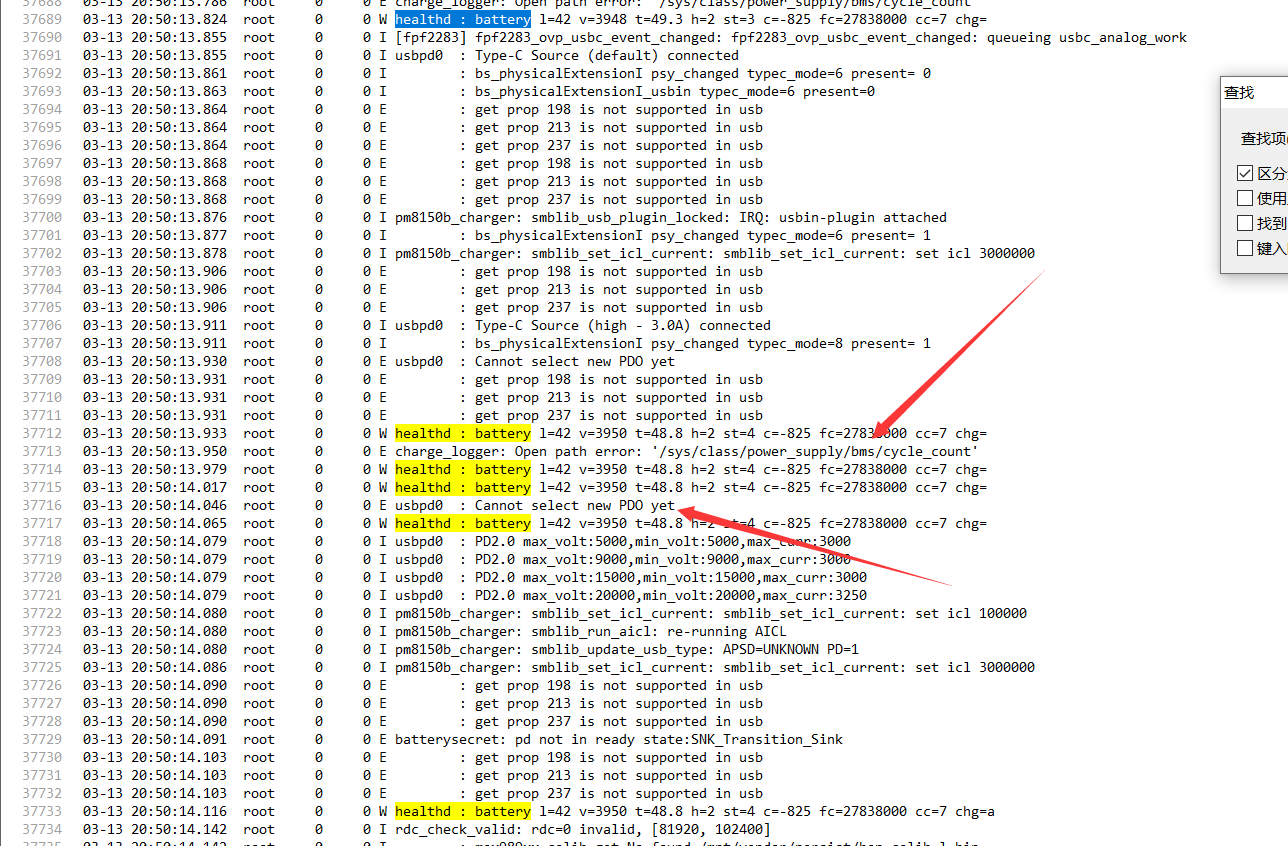 37688 03-13 20:50:13.786 root 0 0 E charge_logger: Open path error: '/sys/class/power_supply/bms/cycle_count'
37689 03-13 20:50:13.824 root 0 0 W healthd : battery l=42 v=3948 t=49.3 h=2 st=3 c=-825 fc=27838000 cc=7 chg=
37690 03-13 20:50:13.855 root 0 0 I [fpf2283] fpf2283_ovp_usbc_event_changed: fpf2283_ovp_usbc_event_changed: queueing usbc_analog_work
37691 03-13 20:50:13.855 root 0 0 I usbpd0 : Type-C Source (default) connected
37692 03-13 20:50:13.861 root 0 0 I : bs_physicalExtensionI psy_changed typec_mode=6 present= 0
37693 03-13 20:50:13.863 root 0 0 I : bs_physicalExtensionI_usbin typec_mode=6 present=0
37694 03-13 20:50:13.864 root 0 0 E : get prop 198 is not supported in usb
37695 03-13 20:50:13.864 root 0 0 E : get prop 213 is not supported in usb
37696 03-13 20:50:13.864 root 0 0 E : get prop 237 is not supported in usb
37697 03-13 20:50:13.868 root 0 0 E : get prop 198 is not supported in usb
37698 03-13 20:50:13.868 root 0 0 E : get prop 213 is not supported in usb
37699 03-13 20:50:13.868 root 0 0 E : get prop 237 is not supported in usb
37700 03-13 20:50:13.876 root 0 0 I pm8150b_charger: smblib_usb_plugin_locked: IRQ: usbin-plugin attached
37701 03-13 20:50:13.877 root 0 0 I : bs_physicalExtensionI psy_changed typec_mode=6 present= 1
37702 03-13 20:50:13.878 root 0 0 I pm8150b_charger: smblib_set_icl_current: smblib_set_icl_current: set icl 3000000
37703 03-13 20:50:13.906 root 0 0 E : get prop 198 is not supported in usb
37704 03-13 20:50:13.906 root 0 0 E : get prop 213 is not supported in usb
37705 03-13 20:50:13.906 root 0 0 E : get prop 237 is not supported in usb
37706 03-13 20:50:13.911 root 0 0 I usbpd0 : Type-C Source (high - 3.0A) connected
37707 03-13 20:50:13.911 root 0 0 I : bs_physicalExtensionI psy_changed typec_mode=8 present= 1
37708 03-13 20:50:13.930 root 0 0 E usbpd0 : Cannot select new PDO yet
37709 03-13 20:50:13.931 root 0 0 E : get prop 198 is not supported in usb
37710 03-13 20:50:13.931 root 0 0 E : get prop 213 is not supported in usb
37711 03-13 20:50:13.931 root 0 0 E : get prop 237 is not supported in usb
37712 03-13 20:50:13.933 root 0 0 W healthd : battery l=42 v=3950 t=48.8 h=2 st=4 c=-825 fc=27838000 cc=7 chg=
37713 03-13 20:50:13.950 root 0 0 E charge_logger: Open path error: '/sys/class/power_supply/bms/cycle_count'
37714 03-13 20:50:13.979 root 0 0 W healthd : battery l=42 v=3950 t=48.8 h=2 st=4 c=-825 fc=27838000 cc=7 chg=
37715 03-13 20:50:14.017 root 0 0 W healthd : battery l=42 v=3950 t=48.8 h=2 st=4 c=-825 fc=27838000 cc=7 chg=
37716 03-13 20:50:14.046 root 0 0 E usbpd0 : Cannot select new PDO yet
37717 03-13 20:50:14.065 root 0 0 W healthd : battery l=42 v=3950 t=48.8 h=2 st=4 c=-825 fc=27838000 cc=7 chg=
37718 03-13 20:50:14.079 root 0 0 I usbpd0 : PD2.0 max_volt:5000,min_volt:5000,max_curr:3000
37719 03-13 20:50:14.079 root 0 0 I usbpd0 : PD2.0 max_volt:9000,min_volt:9000,max_curr:3000
37720 03-13 20:50:14.079 root 0 0 I usbpd0 : PD2.0 max_volt:15000,min_volt:15000,max_curr:3000
37721 03-13 20:50:14.079 root 0 0 I usbpd0 : PD2.0 max_volt:20000,min_volt:20000,max_curr:3250
37722 03-13 20:50:14.080 root 0 0 I pm8150b_charger: smblib_set_icl_current: smblib_set_icl_current: set icl 100000
37723 03-13 20:50:14.080 root 0 0 I pm8150b_charger: smblib_run_aicl: re-running AICL
37724 03-13 20:50:14.080 root 0 0 I pm8150b_charger: smblib_update_usb_type: APSD=UNKNOWN PD=1
37725 03-13 20:50:14.086 root 0 0 I pm8150b_charger: smblib_set_icl_current: smblib_set_icl_current: set icl 3000000
37726 03-13 20:50:14.090 root 0 0 E : get prop 198 is not supported in usb
37727 03-13 20:50:14.090 root 0 0 E : get prop 213 is not supported in usb
37728 03-13 20:50:14.090 root 0 0 E : get prop 237 is not supported in usb
37729 03-13 20:50:14.091 root 0 0 E batterysecret: pd not in ready state:SNK_Transition_Sink
37730 03-13 20:50:14.103 root 0 0 E : get prop 198 is not supported in usb
37731 03-13 20:50:14.103 root 0 0 E : get prop 213 is not supported in usb
37732 03-13 20:50:14.103 root 0 0 E : get prop 237 is not supported in usb
37733 03-13 20:50:14.116 root 0 0 W healthd : battery l=42 v=3950 t=48.8 h=2 st=4 c=-825 fc=27838000 cc=7 chg=a
37734 03-13 20:50:14.142 root 0 0 I rdc_check_valid: rdc=0 invalid, [81920, 102400]
查找
查找项
区分
使用
找到
键入